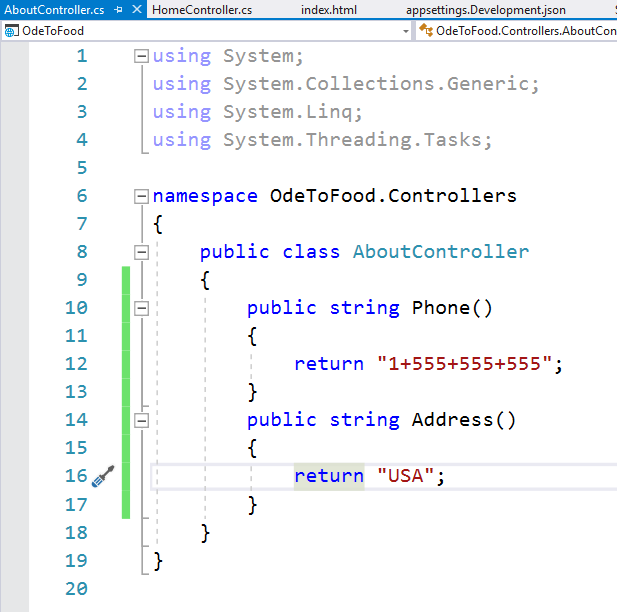 AboutController.cs HomeController.cs index.html appsettings.Development.json
OdeToFood OdeToFood.Controllers.AboutCon
1 using System;
2 using System.Collections.Generic;
3 using System.Linq;
4 using System.Threading.Tasks;
5
6 namespace OdeToFood.Controllers
7 {
8 public class AboutController
9 {
10 public string Phone()
11 {
12 return "1+555+555+555";
13 }
14 public string Address()
15 {
16 return "USA";
17 }
18 }
19 }
20